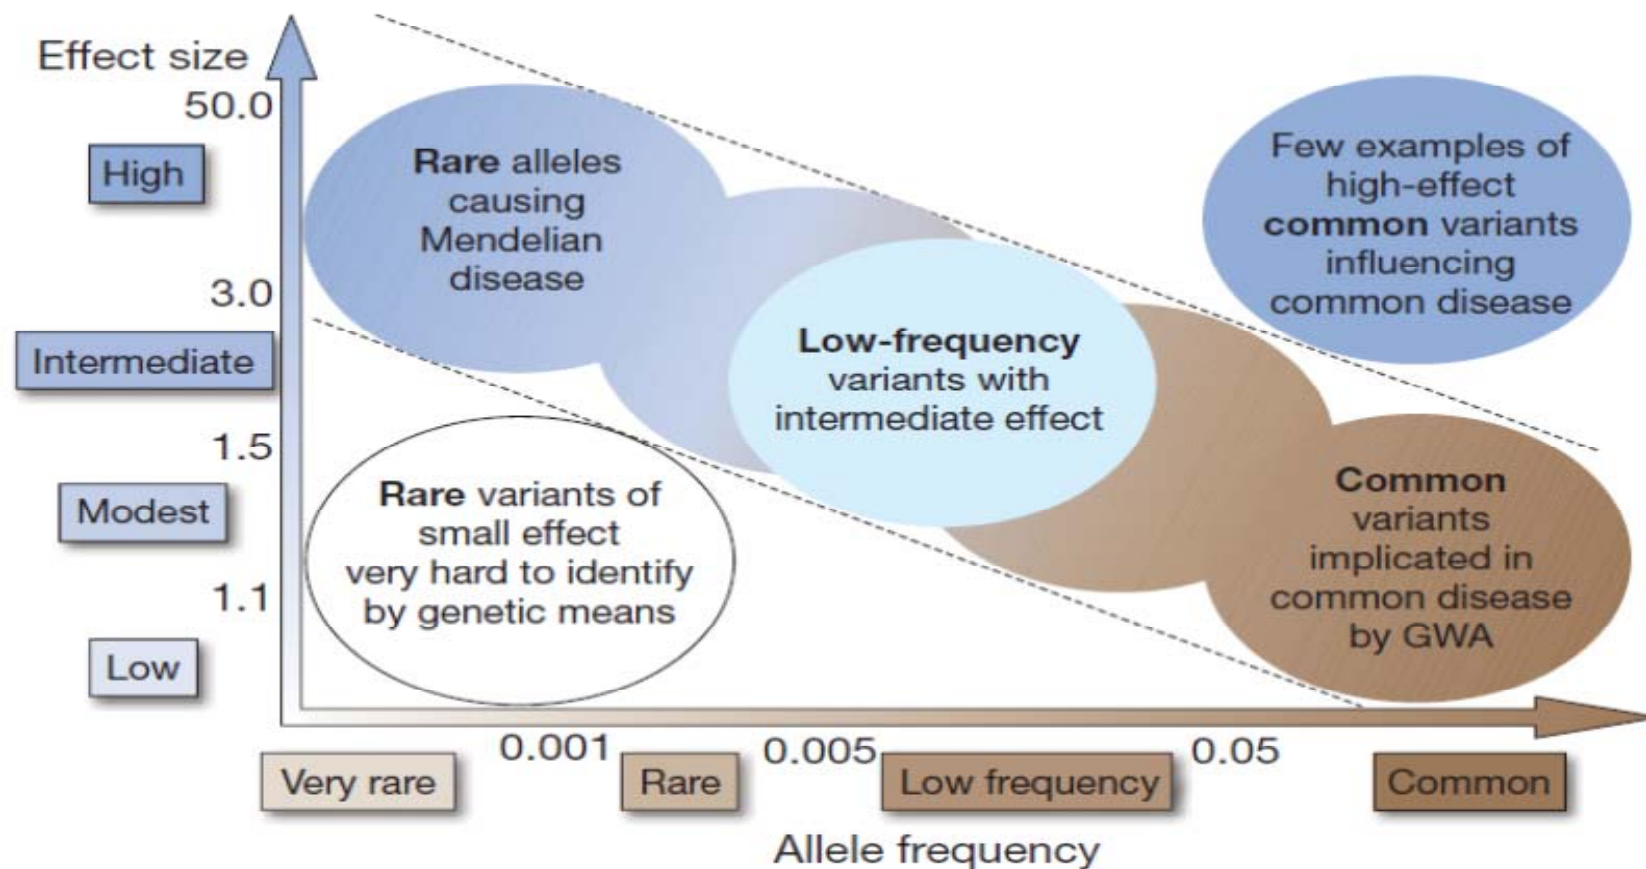 Effect size
50.0
High
3.0
Intermediate
1.5
Modest
1.1
Low
Rare alleles
causing
Mendelian
disease
Few examples of
high-effect
common variants
influencing
common disease
Low-frequency
variants with
intermediate effect
Rare variants of
small effect
very hard to identify
by genetic means
Common
variants
implicated in
common disease
by GWA
0.001
0.005
0.05
Very rare
Rare
Low frequency
Common
Allele frequency